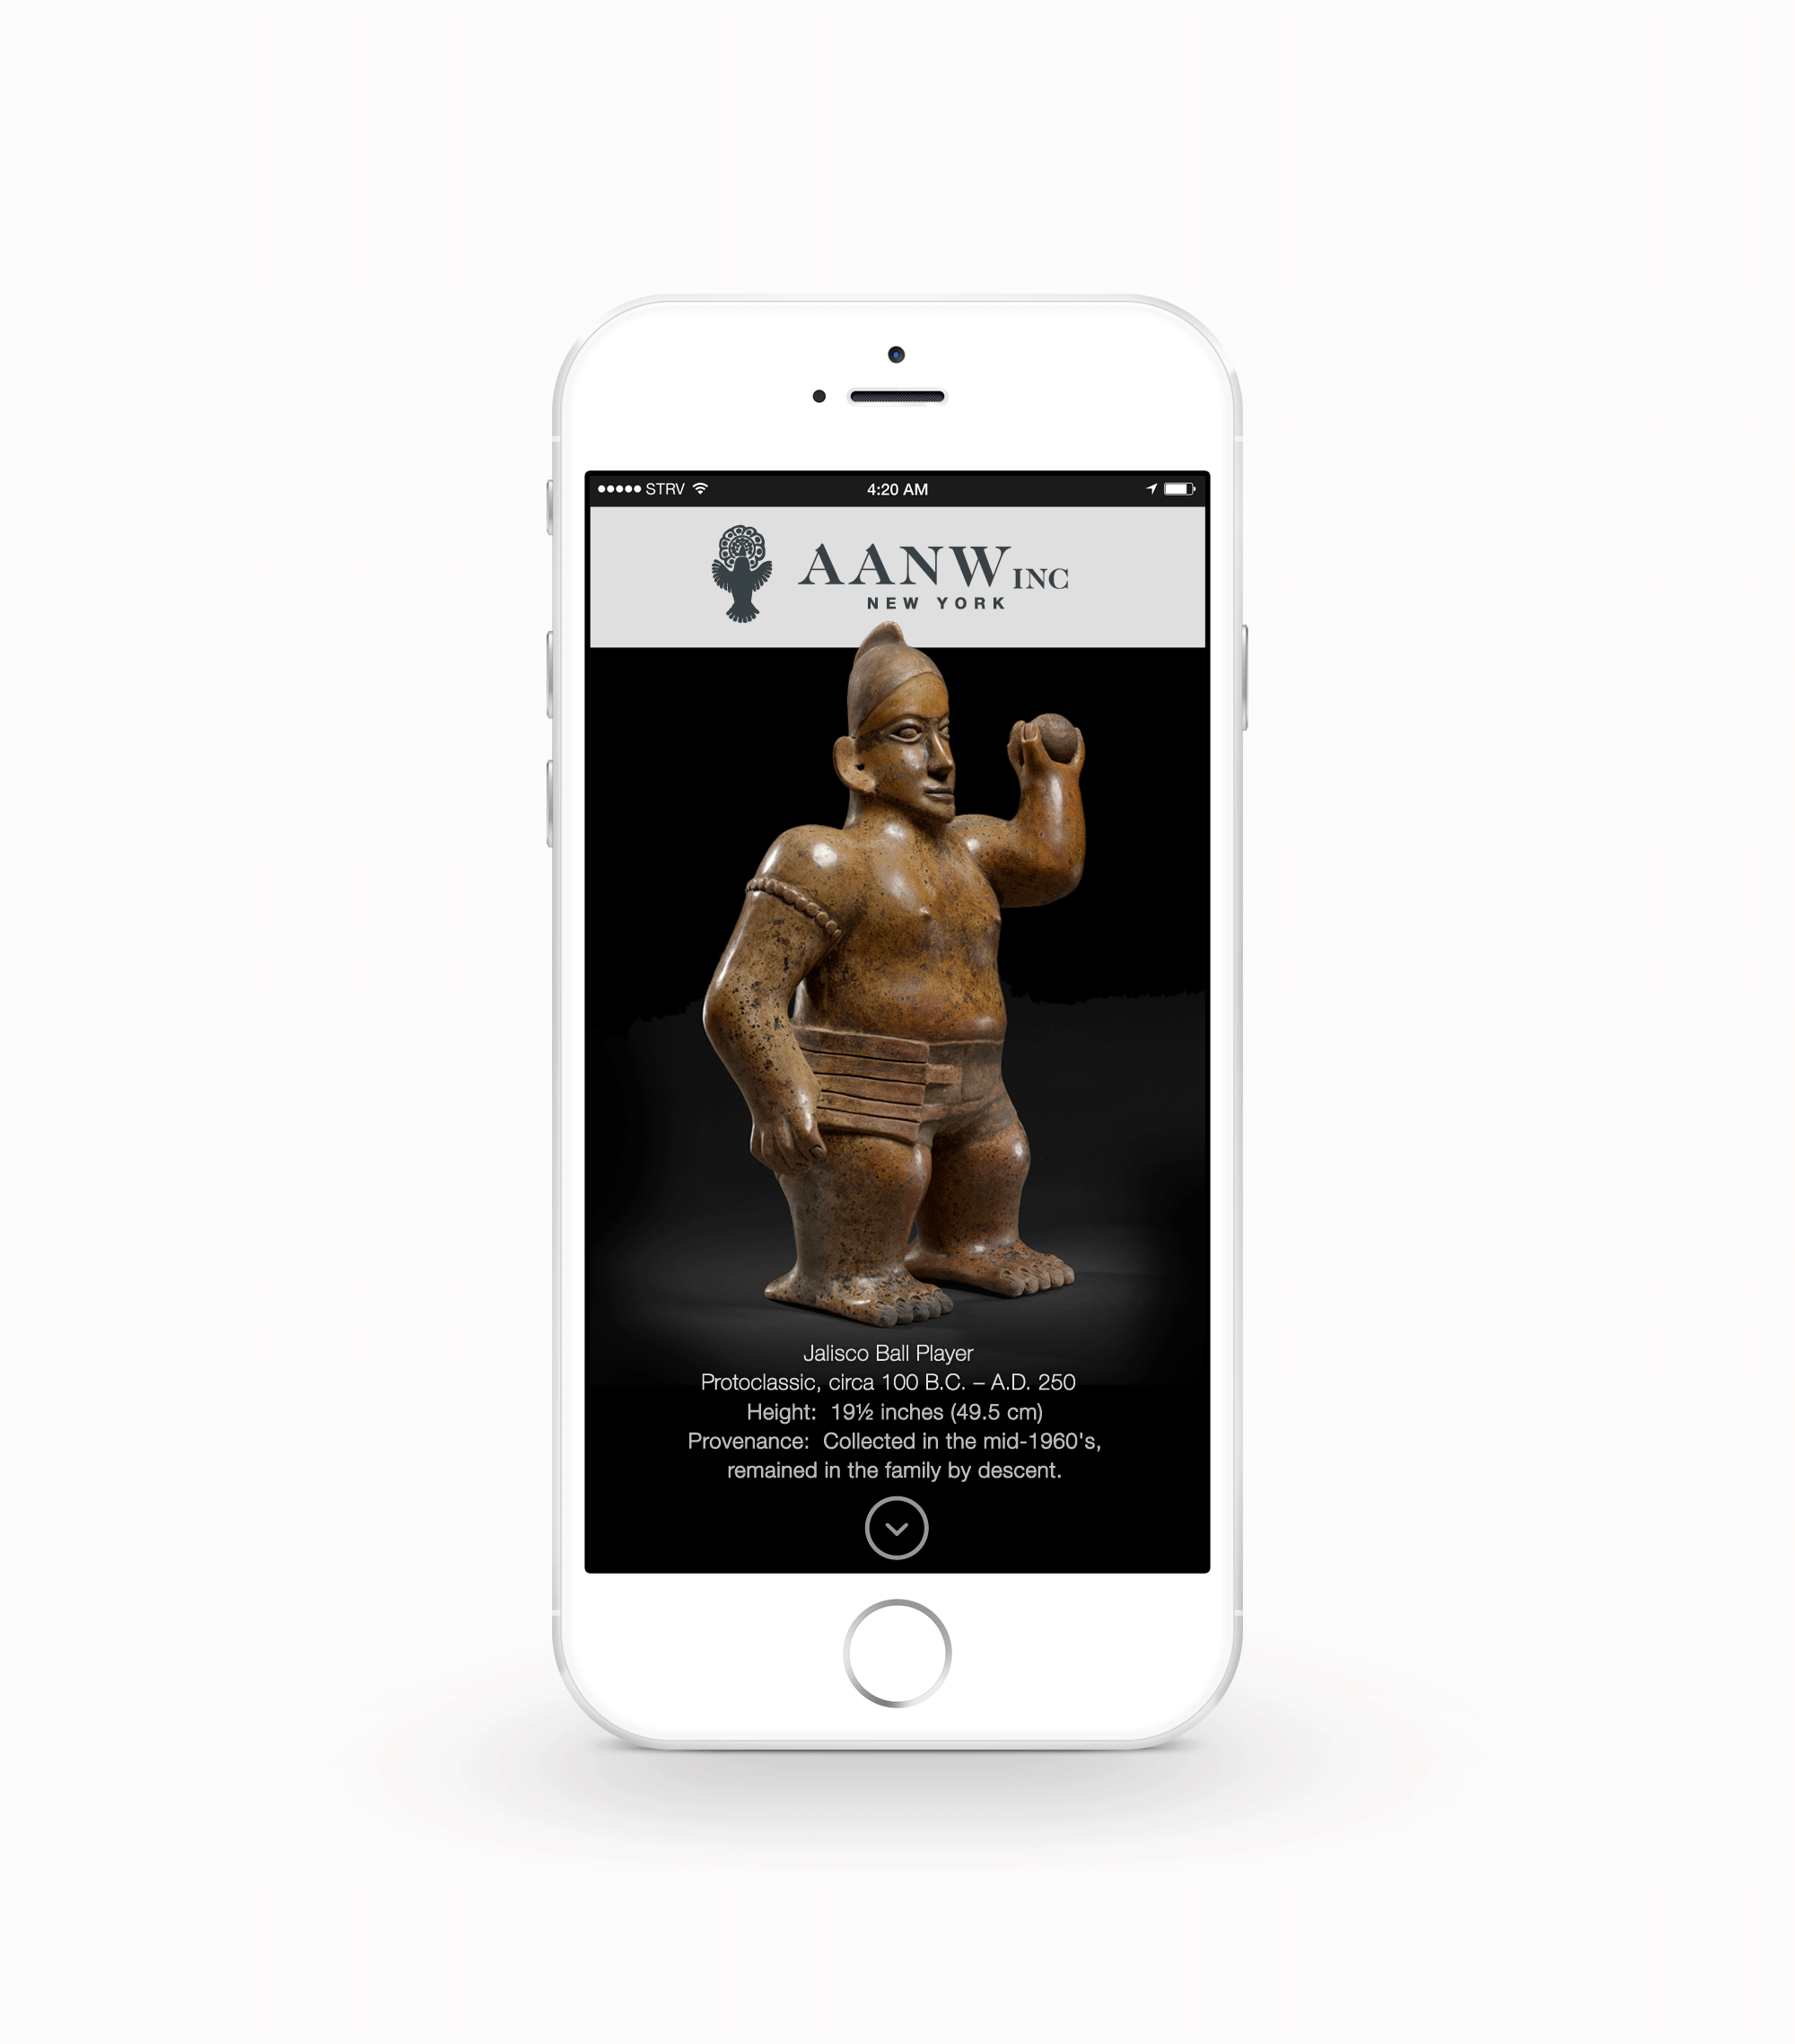 STRV 4:20 AM
AANW INC
NEW YORK
Jalisco Ball Player
Protoclassic, circa 100 B.C. – A.D. 250
Height: 19½ inches (49.5 cm)
Provenance: Collected in the mid-1960's,
remained in the family by descent.